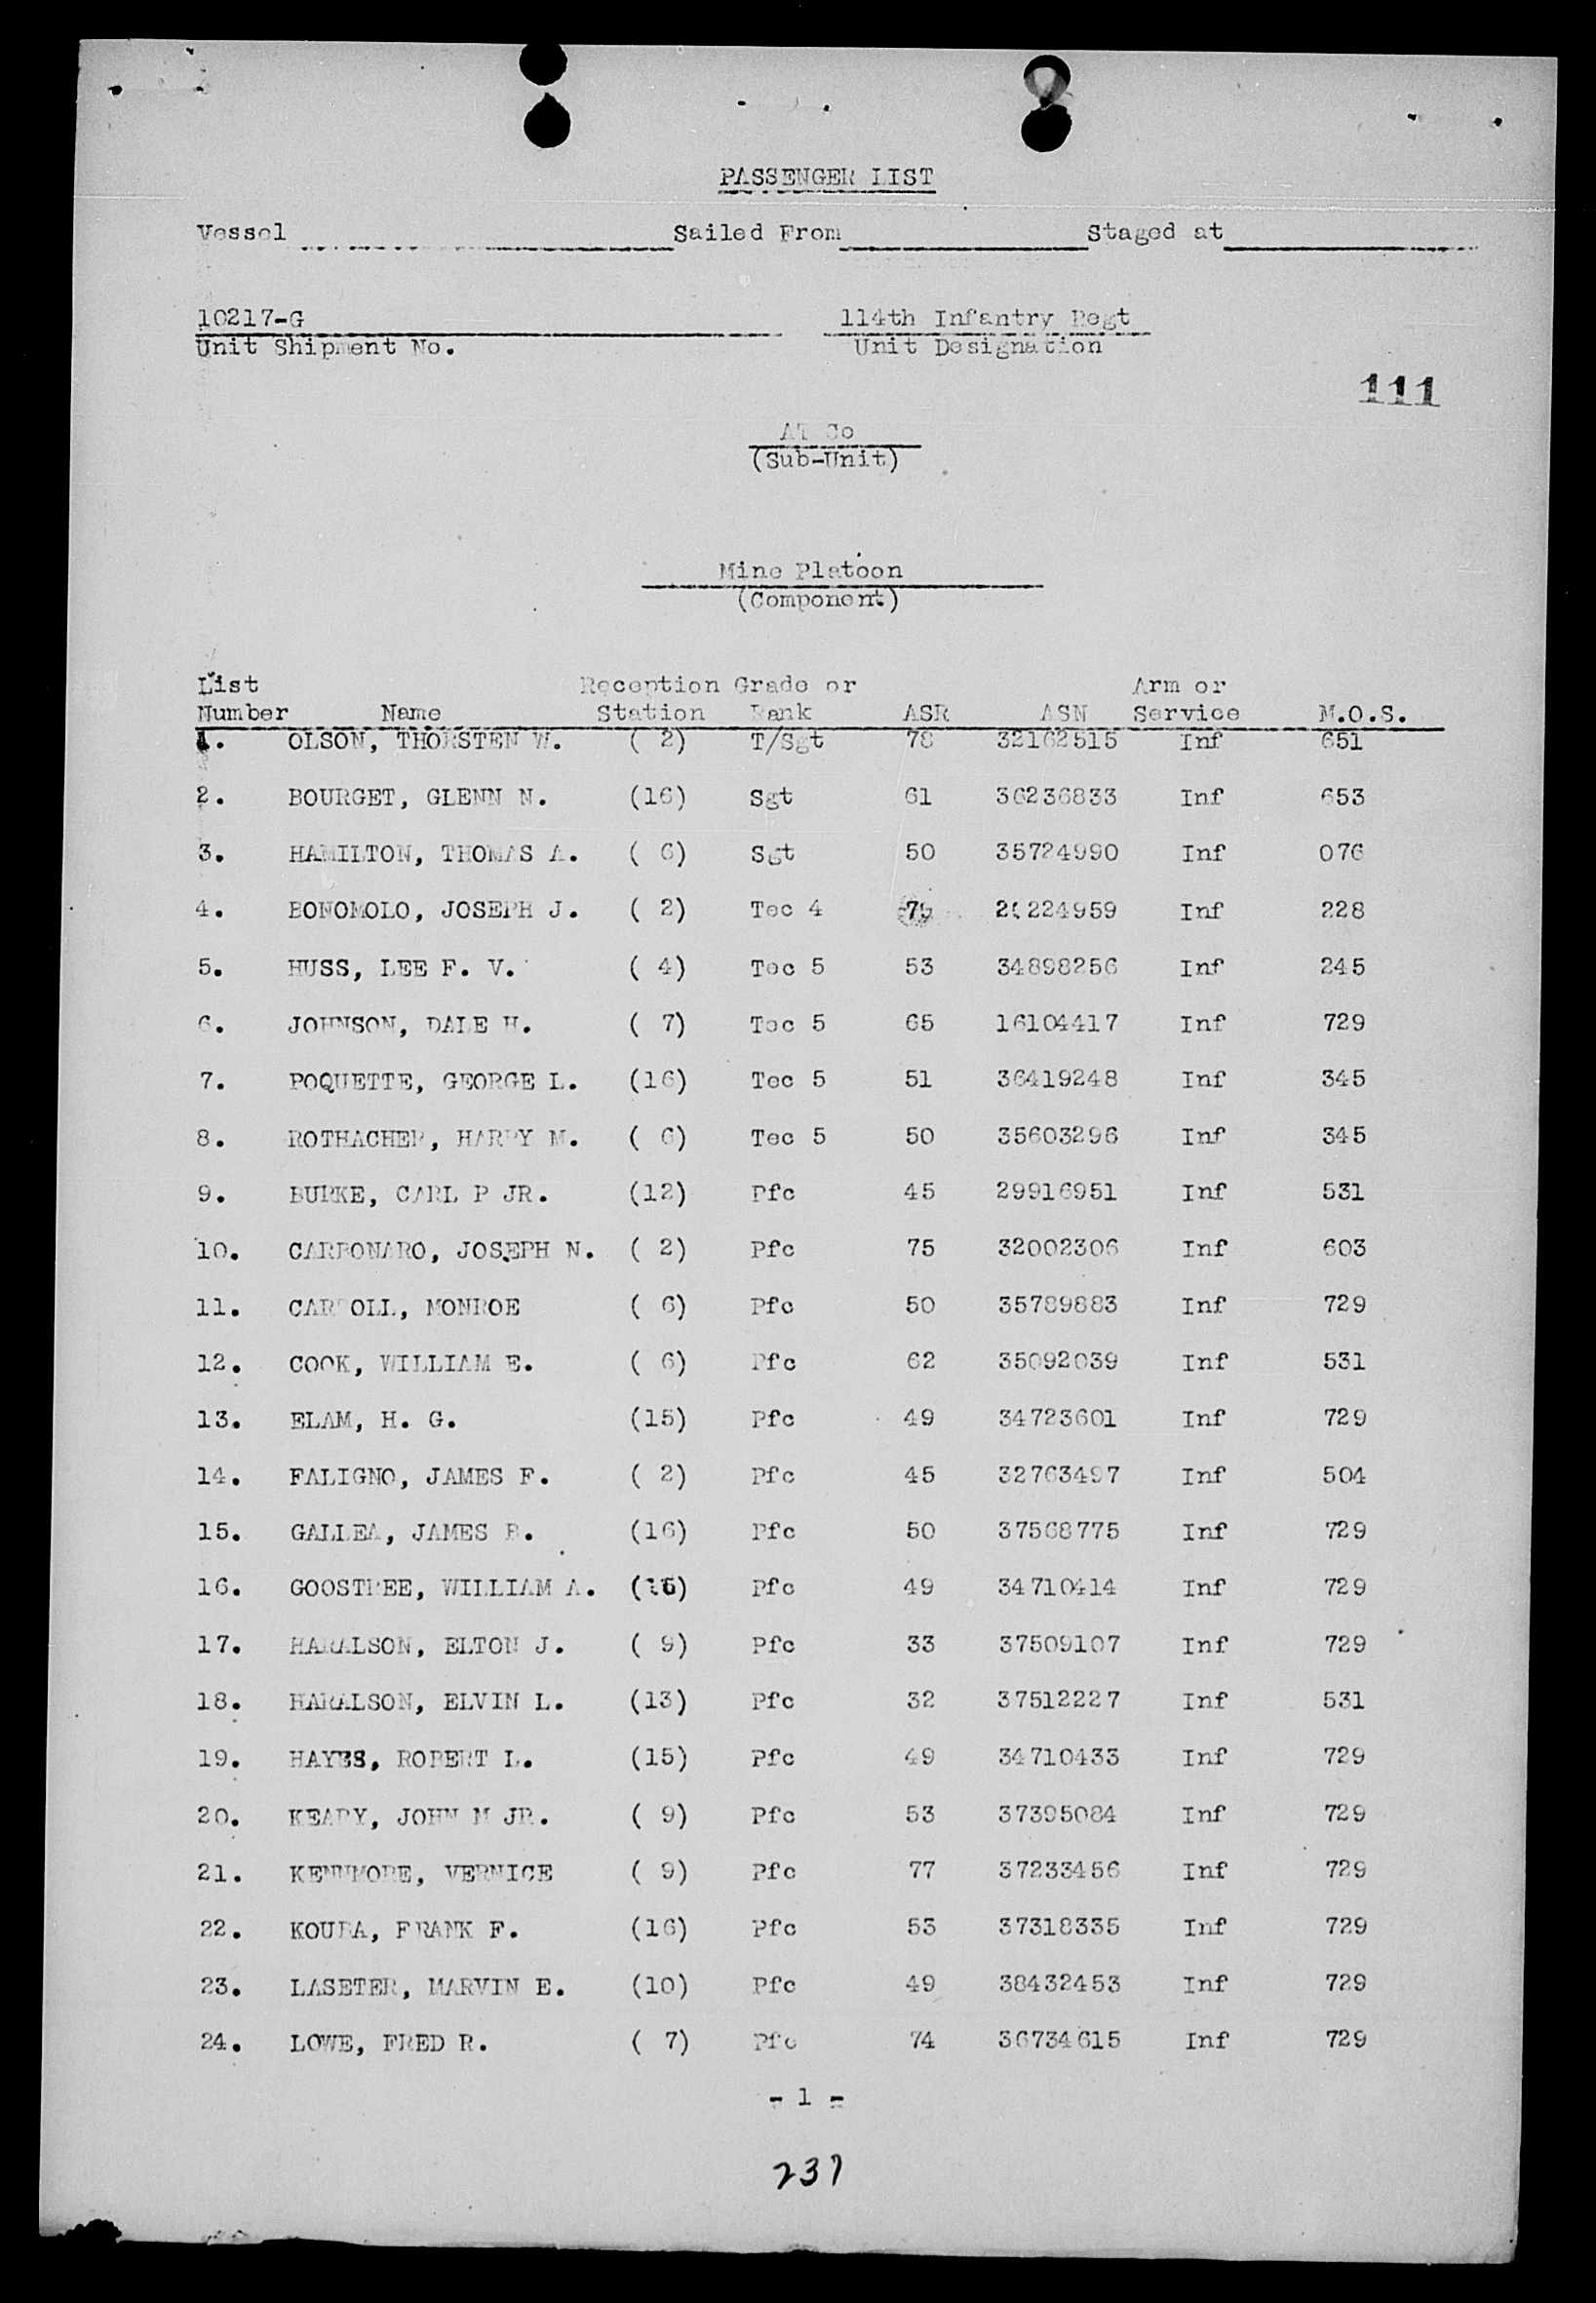 PASSENGER LIST
Vessel Sailed From Staged at
10217-G 114th Infantry Regt
Unit Shipment No. Unit Designation
111
AT Co
(Sub-Unit)
Mine Platoon
(Component)
List Reception Grade or Arm or
Number Name Station Rank ASR ASN Service M.O.S.
1. OLSON, THORSTEN W. ( 2) T/Sgt 78 32162515 Inf 651
2. BOURGET, GLENN N. (16) Sgt 61 36236833 Inf 653
3. HAMILTON, THOMAS A. ( 6) Sgt 50 35724990 Inf 076
4. BONOMOLO, JOSEPH J. ( 2) Tec 4 Inf 228
5. HUSS, LEE F. V. ( 4) Tec 5 53 34898256 Inf 245
6. JOHNSON, DALE H. ( 7) Tec 5 65 16104417 Inf 729
7. POQUETTE, GEORGE L. (16) Tec 5 51 36419248 Inf 345
8. ROTHACHER, HARRY M. ( 6) Tec 5 50 35603296 Inf 345
9. BURKE, CARL P JR. (12) Pfc 45 29916951 Inf 531
10. CARBONARO, JOSEPH N. ( 2) Pfc 75 32002306 Inf 603
11. CARROLL, MONROE ( 6) Pfc 50 35789883 Inf 729
12. COOK, WILLIAM E. ( 6) Pfc 62 35092039 Inf 531
13. ELAM, H. G. (15) Pfc 49 34723601 Inf 729
14. FALIGNO, JAMES F. ( 2) Pfc 45 32763497 Inf 504
15. GALLEA, JAMES B. (16) Pfc 50 37568775 Inf 729
16. GOOSTREE, WILLIAM A. Pfc 49 34710414 Inf 729
17. HARALSON, ELTON J. ( 9) Pfc 33 37509107 Inf 729
18. HARALSON, ELVIN L. (13) Pfc 32 37512227 Inf 531
19. HAYES, ROBERT L. (15) Pfc 49 34710433 Inf 729
20. KEARY, JOHN M JR. ( 9) Pfc 53 37395084 Inf 729
21. KENNMORE, VERNICE ( 9) Pfc 77 37233456 Inf 729
22. KOUBA, FRANK F. (16) Pfc 53 37318335 Inf 729
23. LASETER, MARVIN E. (10) Pfc 49 38432453 Inf 729
24. LOWE, FRED R. ( 7) Pfc 74 36734615 Inf 729
- 1 -
237